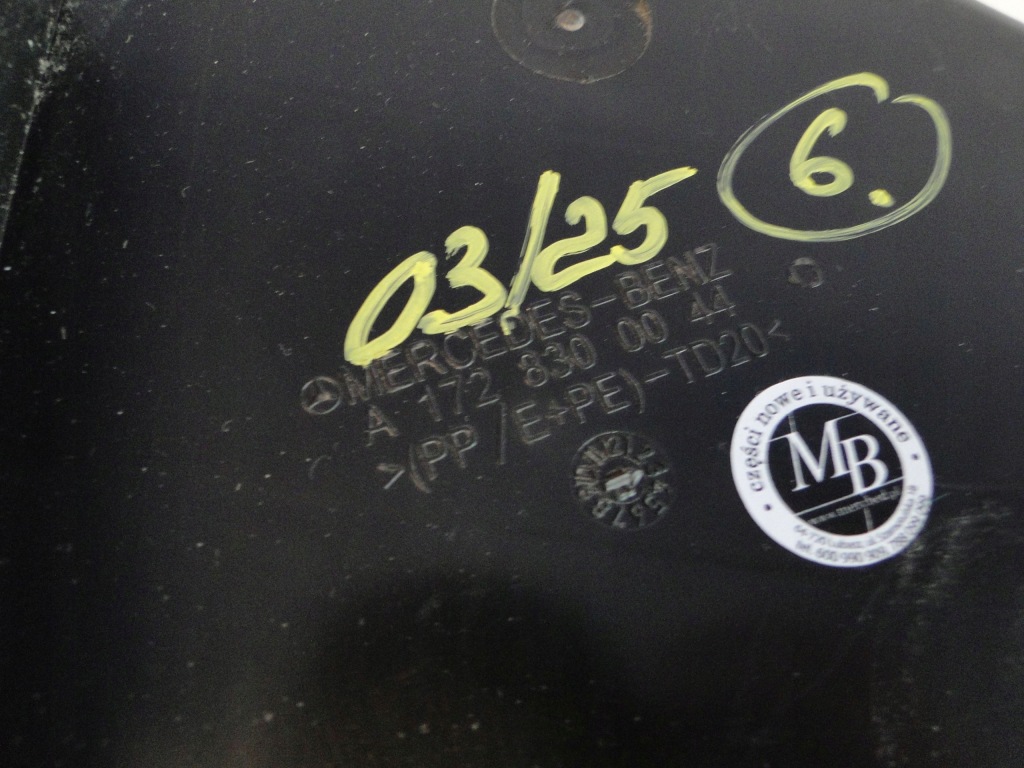 6.
03/25
MERCEDES-BENZ
A 172 830 00 44
>(PP/E+PE)-TD20<
części nowe i używane
MB